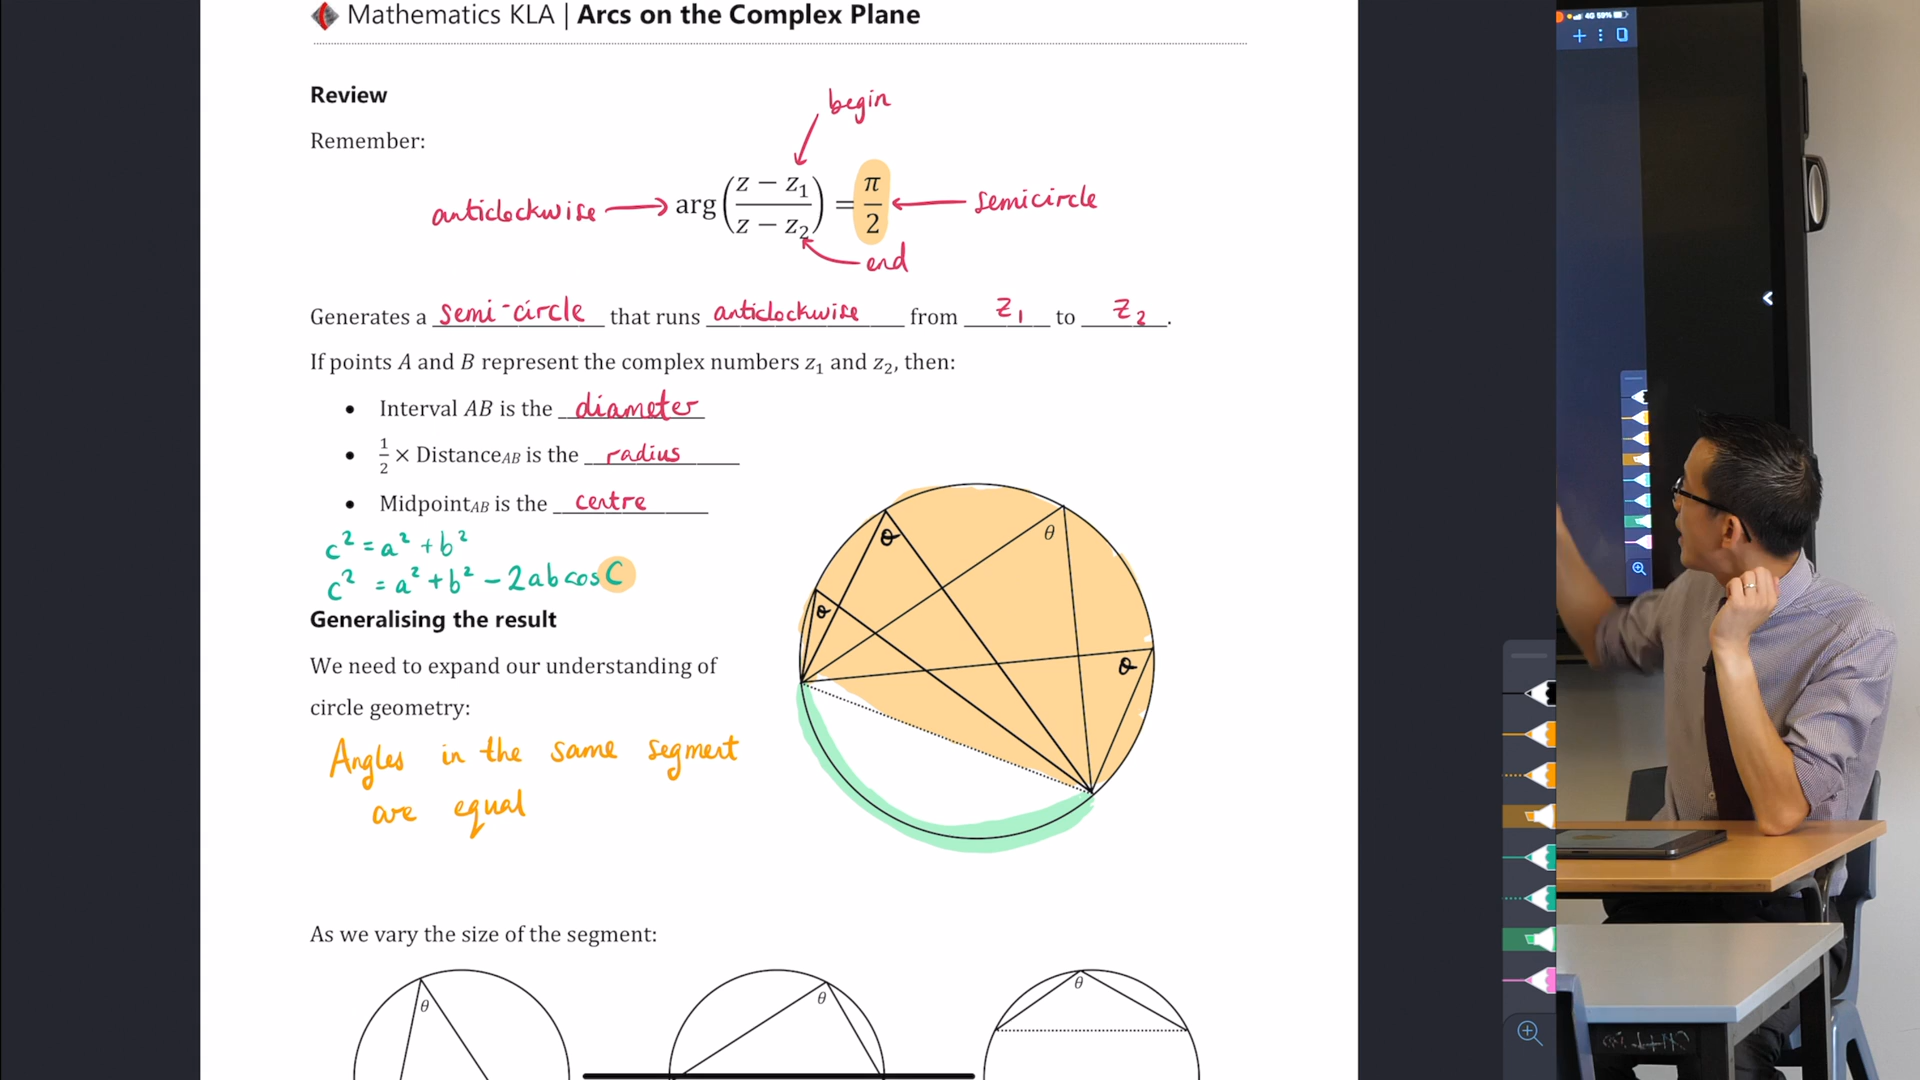 Mathematics KLA | Arcs on the Complex Plane
4G 59%
Review
begin
Remember:
anticlockwise → arg((z − z₁)/(z − z₂)) = π/2 ← semicircle
end
Generates a semi-circle that runs anticlockwise from z₁ to z₂.
If points A and B represent the complex numbers z₁ and z₂, then:
• Interval AB is the diameter
• 1/2 × Distance_AB is the radius
• Midpoint_AB is the centre
c² = a² + b²
c² = a² + b² − 2ab cos C
θ
θ
θ
θ
Generalising the result
We need to expand our understanding of
circle geometry:
Angles in the same segment
are equal
As we vary the size of the segment:
θ
θ
θ